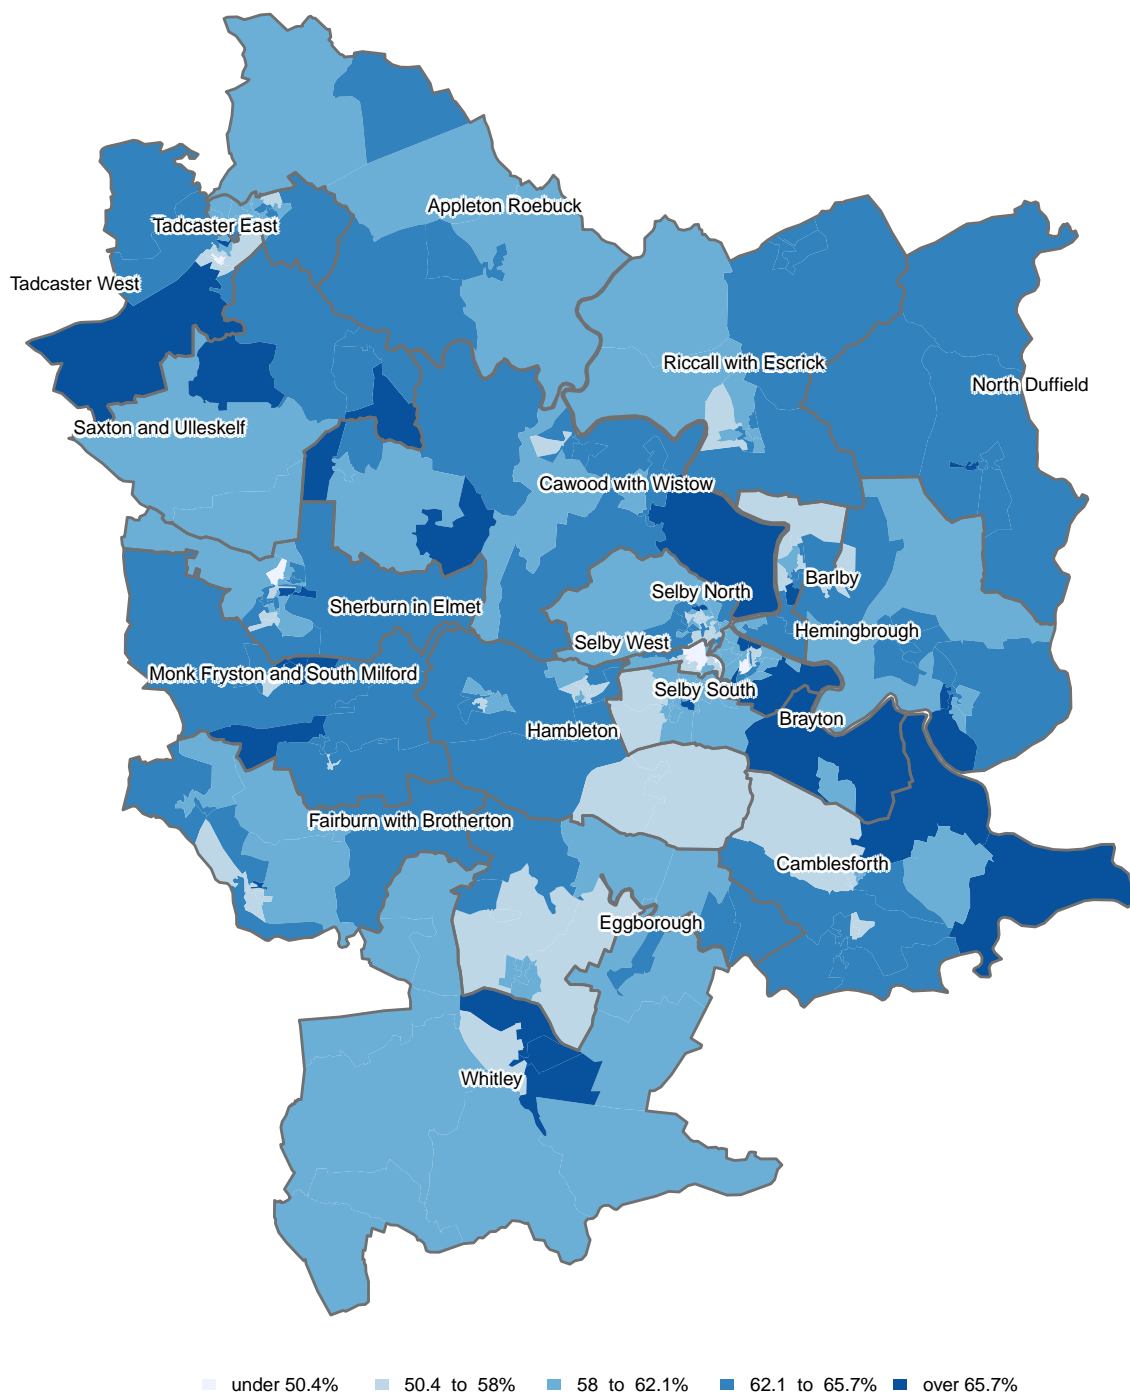 Appleton Roebuck
Tadcaster East
Tadcaster West
Riccall with Escrick
North Duffield
Saxton and Ulleskelf
Cawood with Wistow
Barlby
Selby North
Sherburn in Elmet
Hemingbrough
Selby West
Monk Fryston and South Milford
Selby South
Brayton
Hambleton
Fairburn with Brotherton
Camblesforth
Eggborough
Whitley
under 50.4% 50.4 to 58% 58 to 62.1% 62.1 to 65.7% over 65.7%